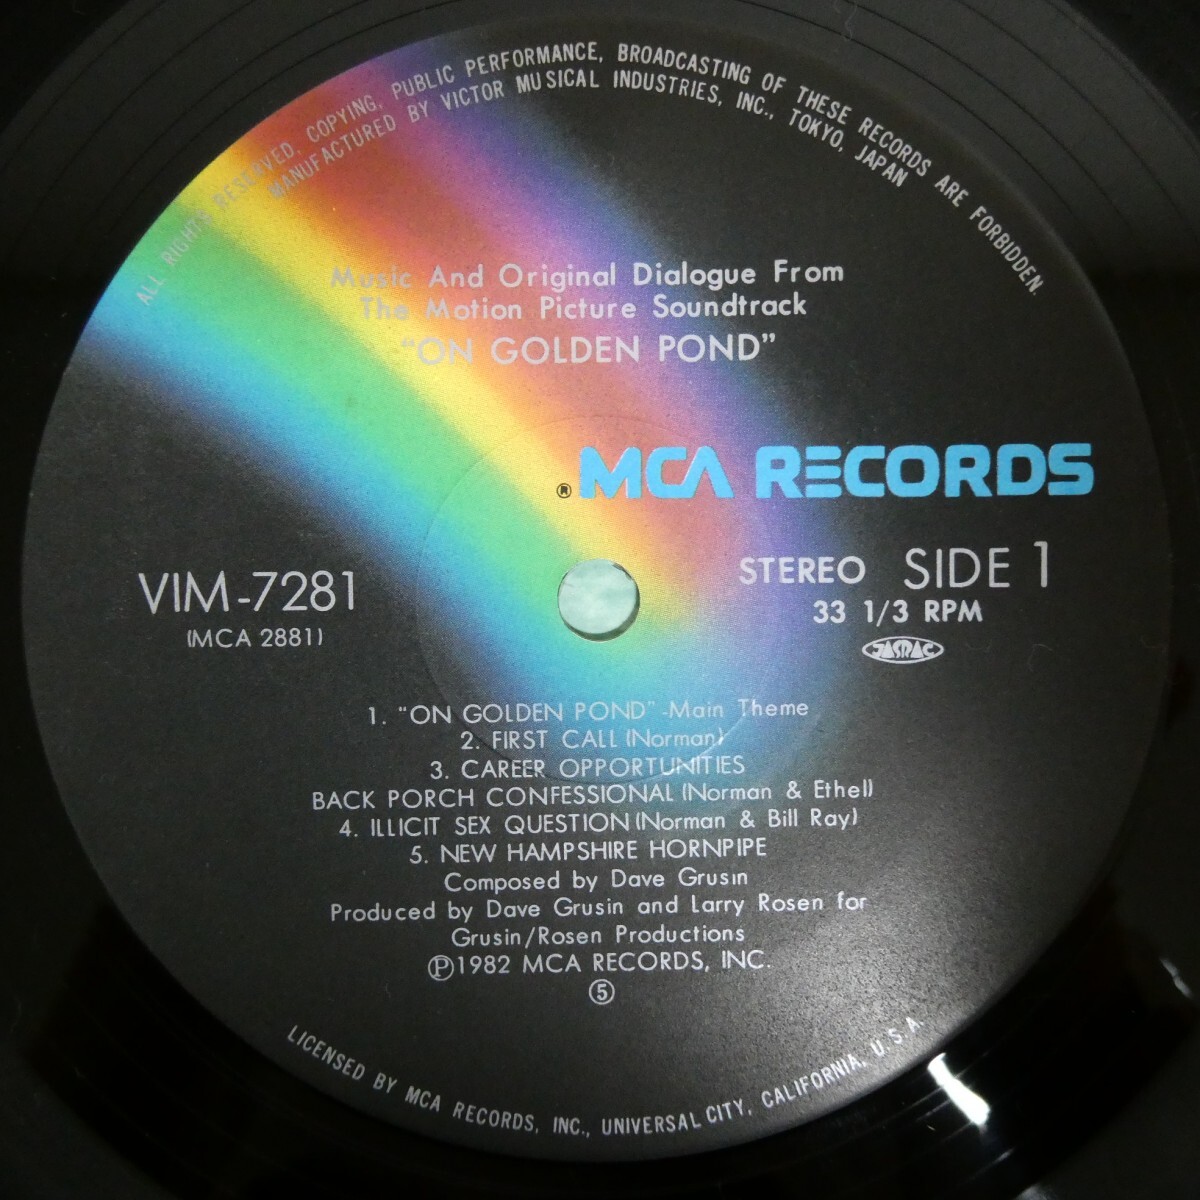 ALL RIGHTS RESERVED. COPYING, PUBLIC PERFORMANCE, BROADCASTING OF THESE RECORDS ARE FORBIDDEN.
MANUFACTURED BY VICTOR MUSICAL INDUSTRIES, INC., TOKYO, JAPAN
Music And Original Dialogue From
The Motion Picture Soundtrack
"ON GOLDEN POND"
® MCA RECORDS
STEREO SIDE 1
33 1/3 RPM
JASRAC
VIM-7281
(MCA 2881)
1. "ON GOLDEN POND"-Main Theme
2. FIRST CALL(Norman)
3. CAREER OPPORTUNITIES
BACK PORCH CONFESSIONAL(Norman & Ethel)
4. ILLICIT SEX QUESTION(Norman & Bill Ray)
5. NEW HAMPSHIRE HORNPIPE
Composed by Dave Grusin
Produced by Dave Grusin and Larry Rosen for
Grusin/Rosen Productions
Ⓟ1982 MCA RECORDS, INC.
⑤
LICENSED BY MCA RECORDS, INC., UNIVERSAL CITY, CALIFORNIA, U.S.A.